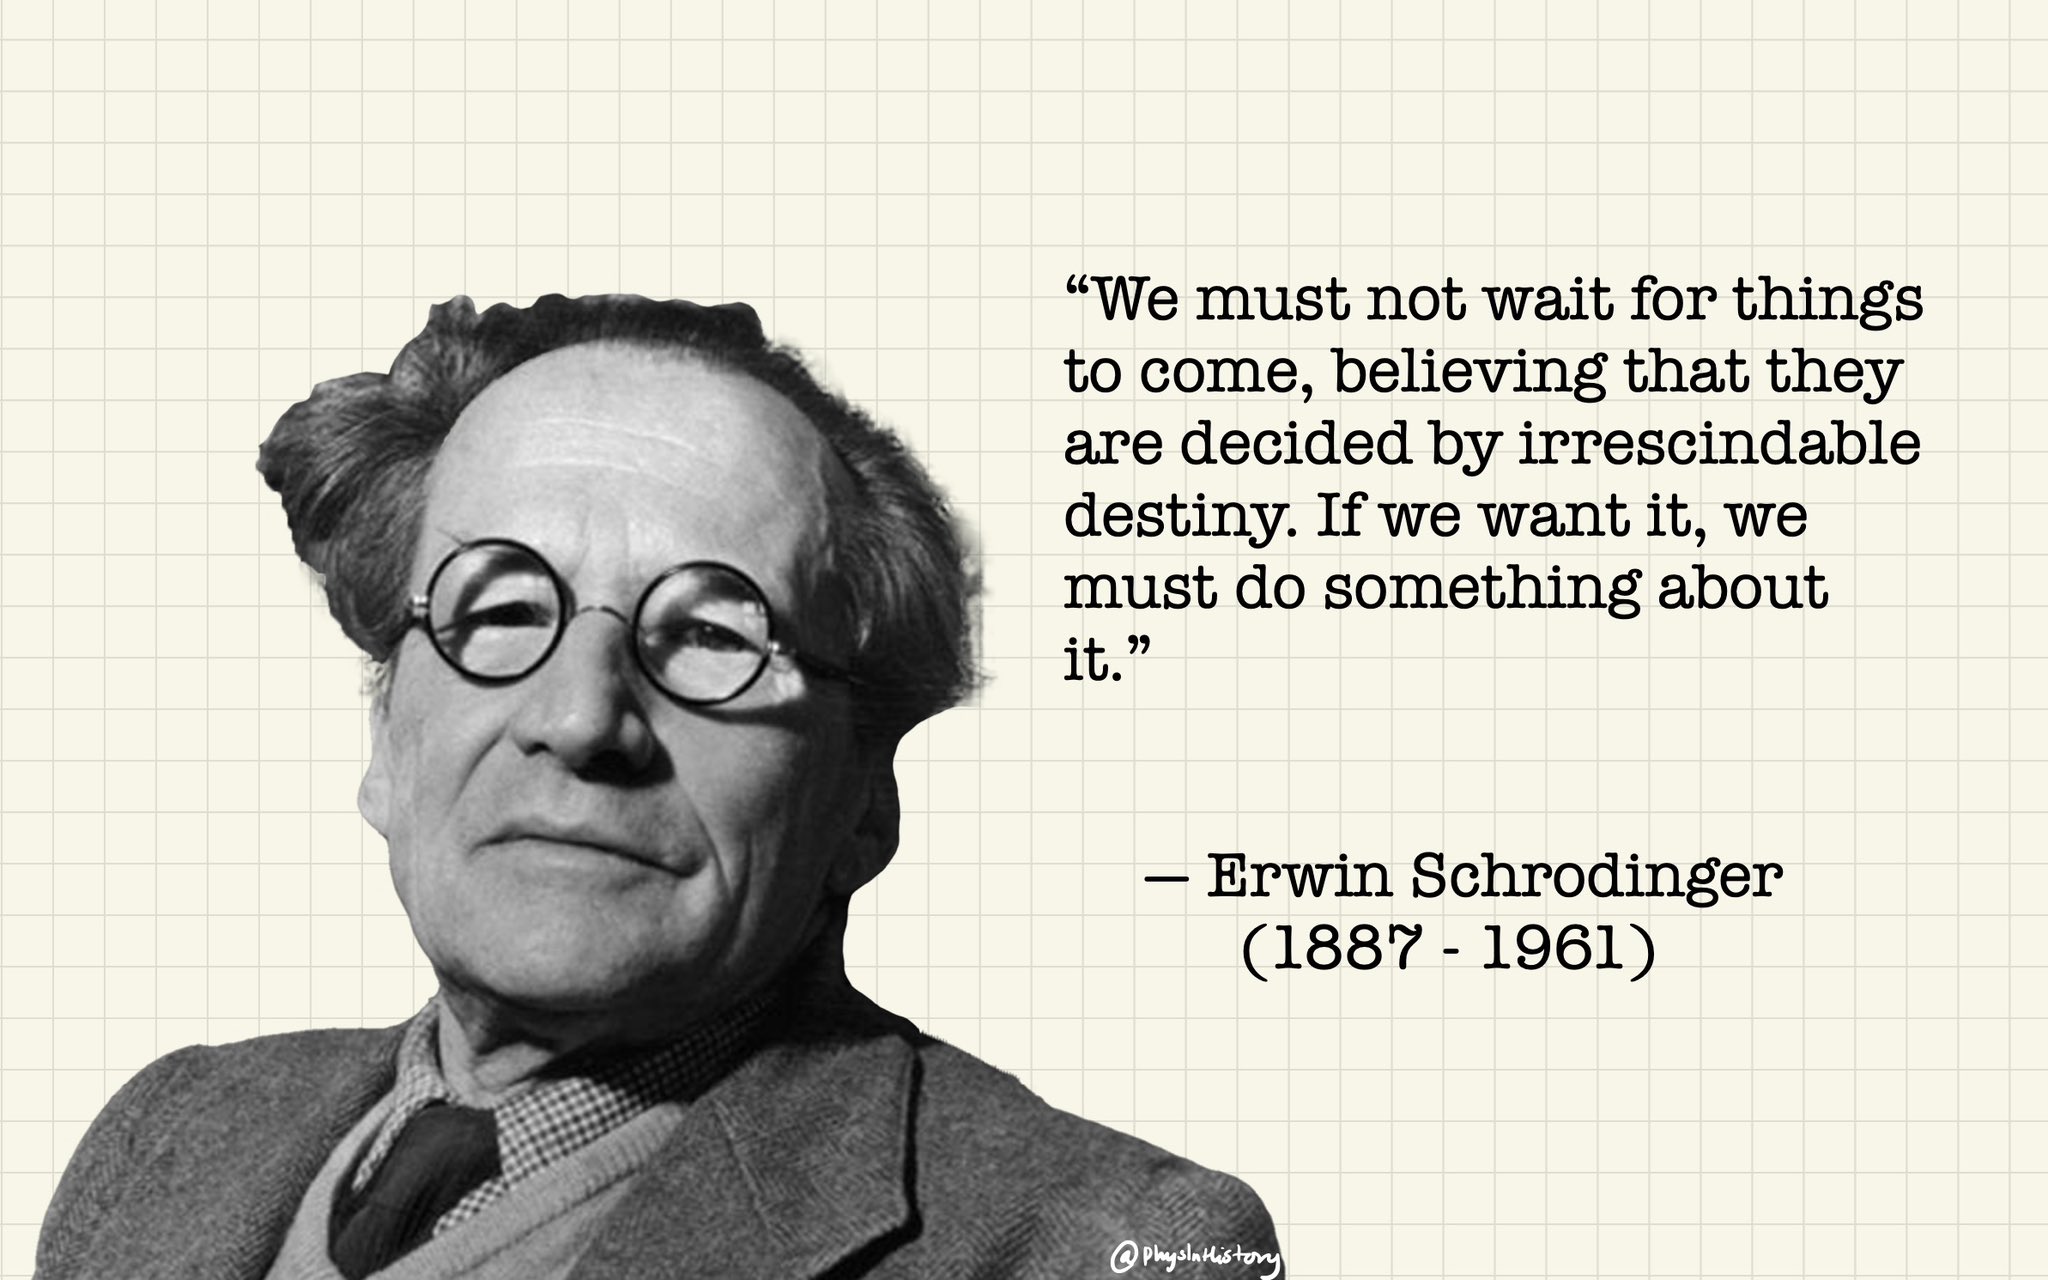 “We must not wait for things
to come, believing that they
are decided by irrescindable
destiny. If we want it, we
must do something about
it.”
— Erwin Schrodinger
(1887 - 1961)
@PhysInHistory